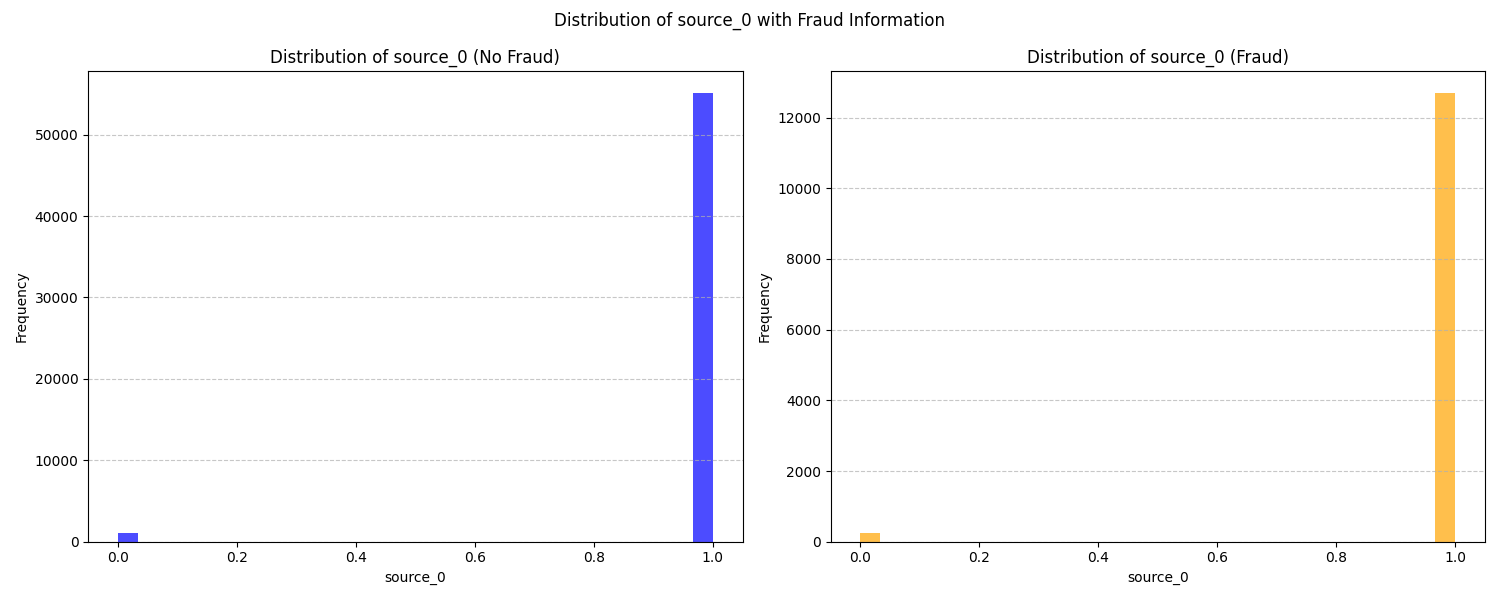 Distribution of source_0 with Fraud Information
Distribution of source_0 (No Fraud)
Frequency
50000
40000
30000
20000
10000
0
0.0 0.2 0.4 0.6 0.8 1.0
source_0
Distribution of source_0 (Fraud)
Frequency
12000
10000
8000
6000
4000
2000
0
0.0 0.2 0.4 0.6 0.8 1.0
source_0